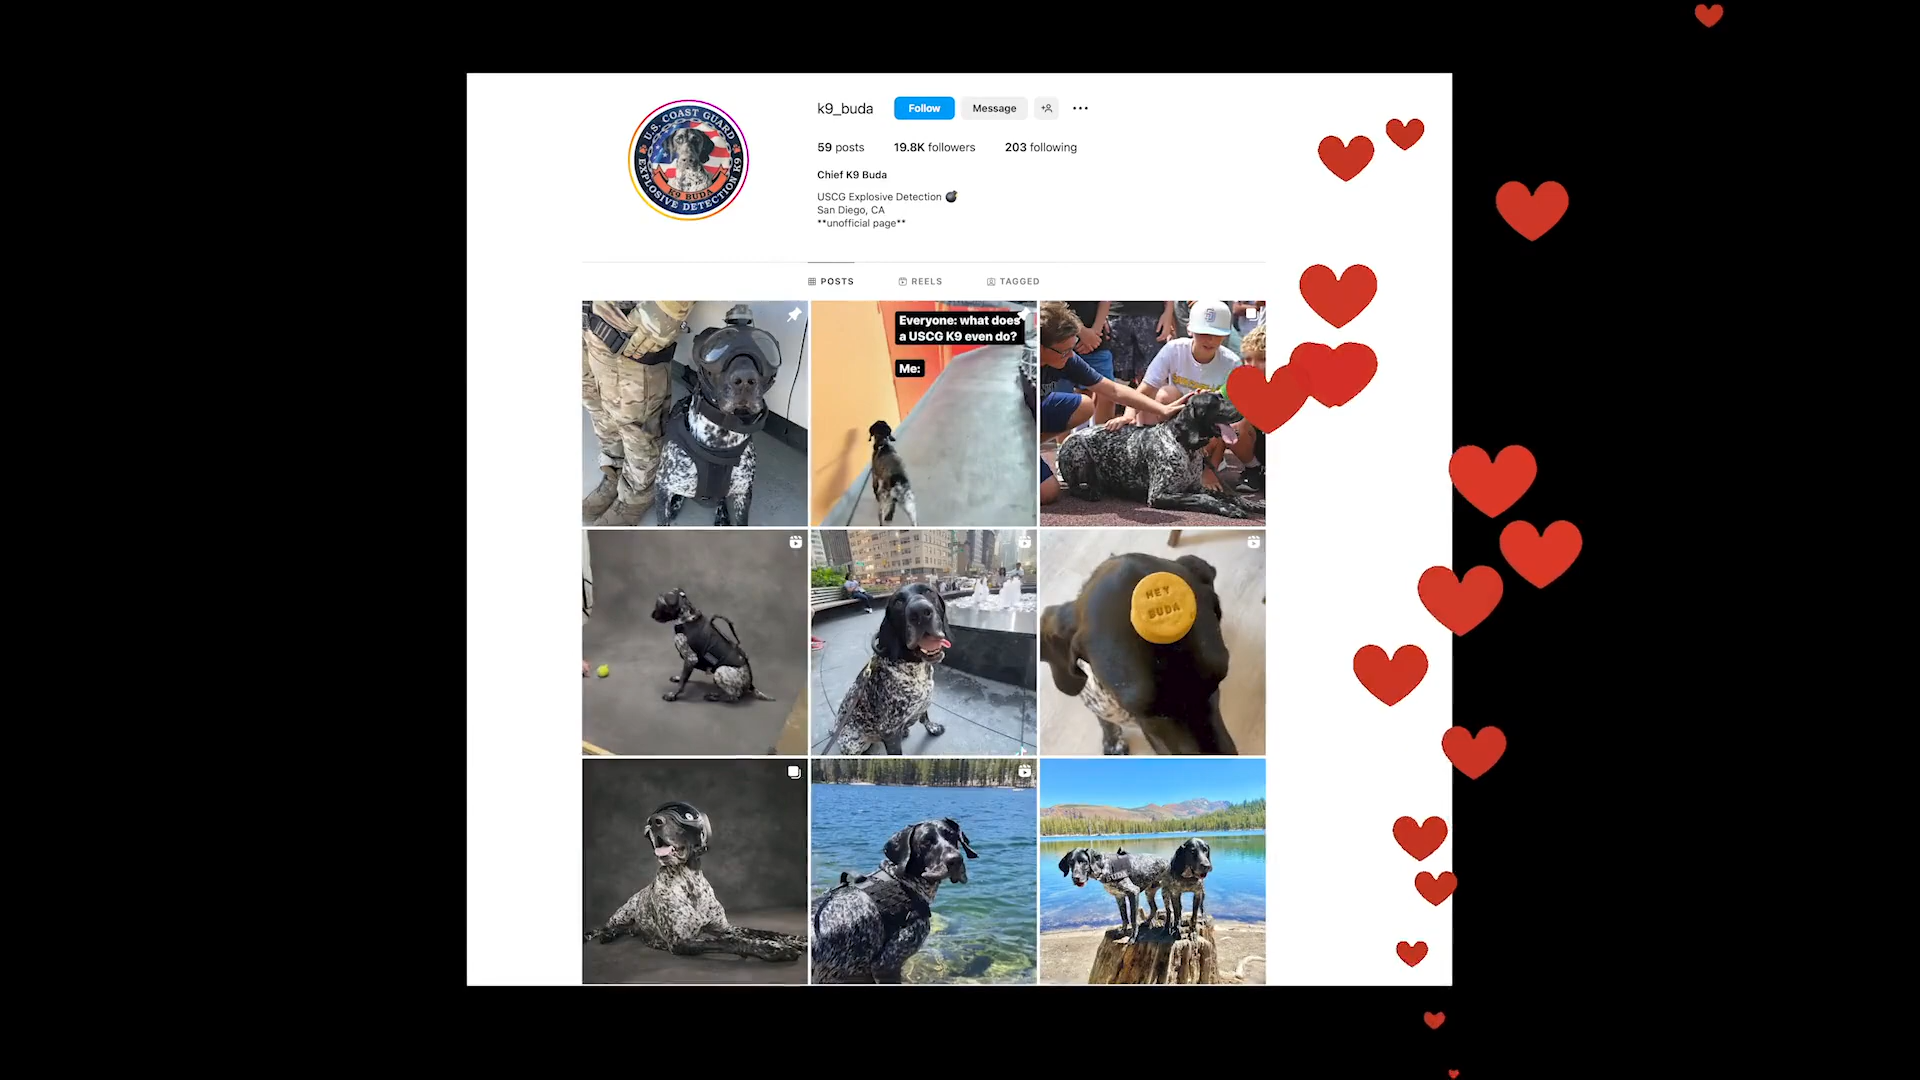 U.S. COAST GUARD
K9 BUDA
EXPLOSIVE DETECTION K9
k9_buda
Follow
Message
59 posts
19.8K followers
203 following
Chief K9 Buda
USCG Explosive Detection
San Diego, CA
**unofficial page**
POSTS
REELS
TAGGED
Everyone: what does
a USCG K9 even do?
Me:
HEY
BUDA